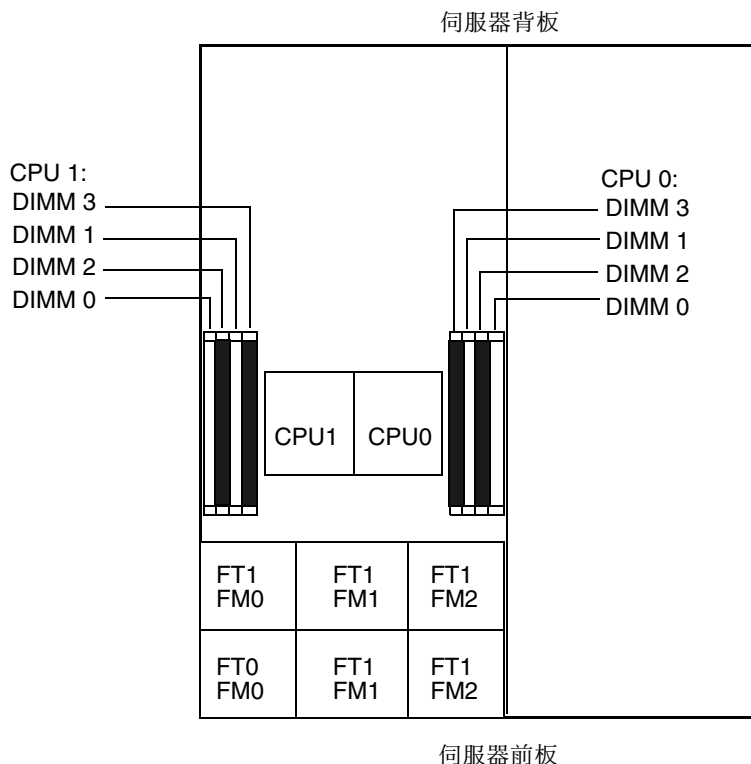 伺服器背板
CPU 1:
DIMM 3
DIMM 1
DIMM 2
DIMM 0
CPU 0:
DIMM 3
DIMM 1
DIMM 2
DIMM 0
CPU1
CPU0
FT1
FM0
FT1
FM1
FT1
FM2
FT0
FM0
FT1
FM1
FT1
FM2
伺服器前板